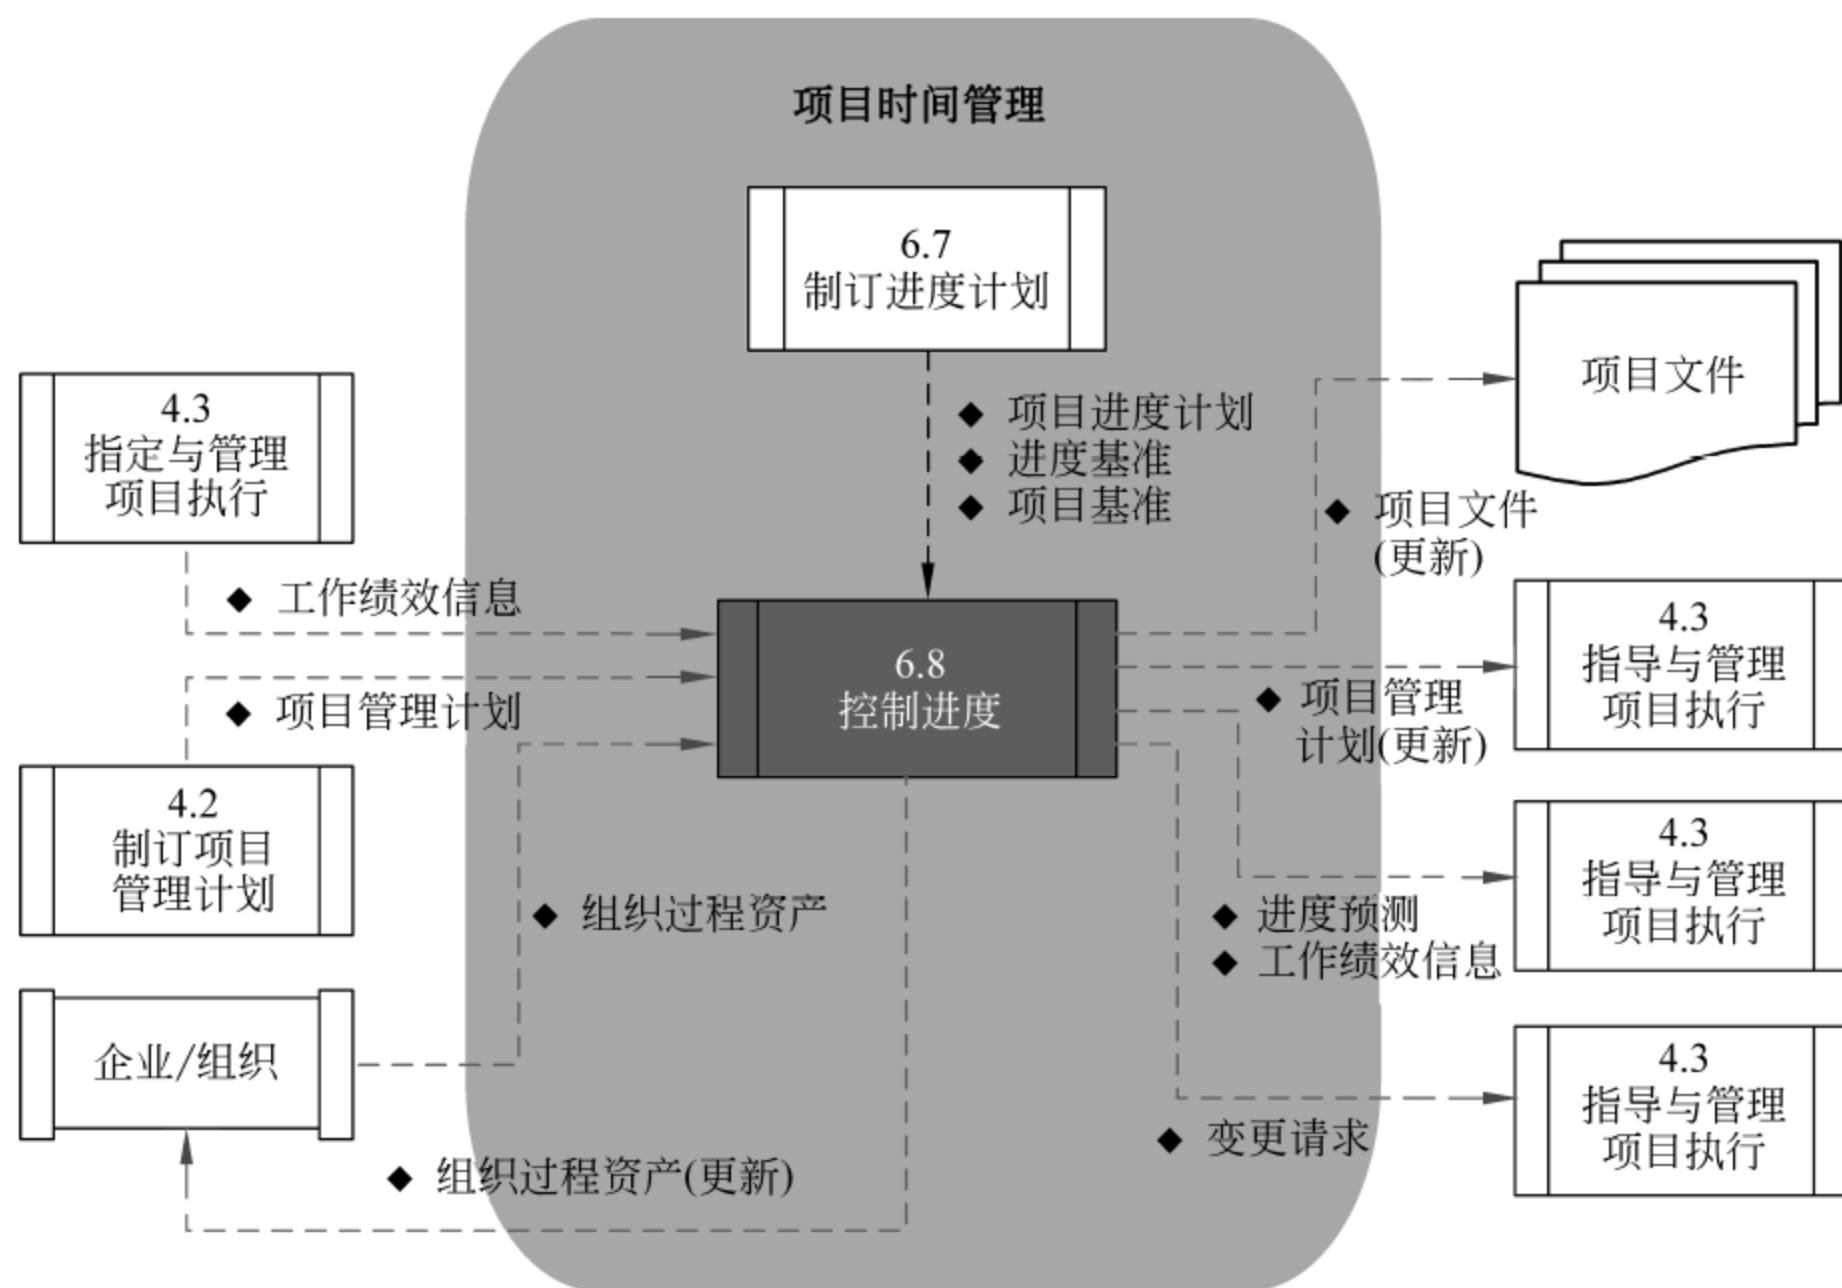 项目时间管理
6.7
制订进度计划
◆ 项目进度计划
◆ 进度基准
◆ 项目基准
4.3
指定与管理
项目执行
◆ 工作绩效信息
◆ 项目管理计划
4.2
制订项目
管理计划
企业/组织
◆ 组织过程资产
◆ 组织过程资产(更新)
6.8
控制进度
项目文件
◆ 项目文件
(更新)
4.3
指导与管理
项目执行
◆ 项目管理
计划(更新)
4.3
指导与管理
项目执行
◆ 进度预测
◆ 工作绩效信息
4.3
指导与管理
项目执行
◆ 变更请求